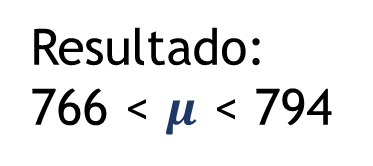 Resultado:
766 < μ < 794